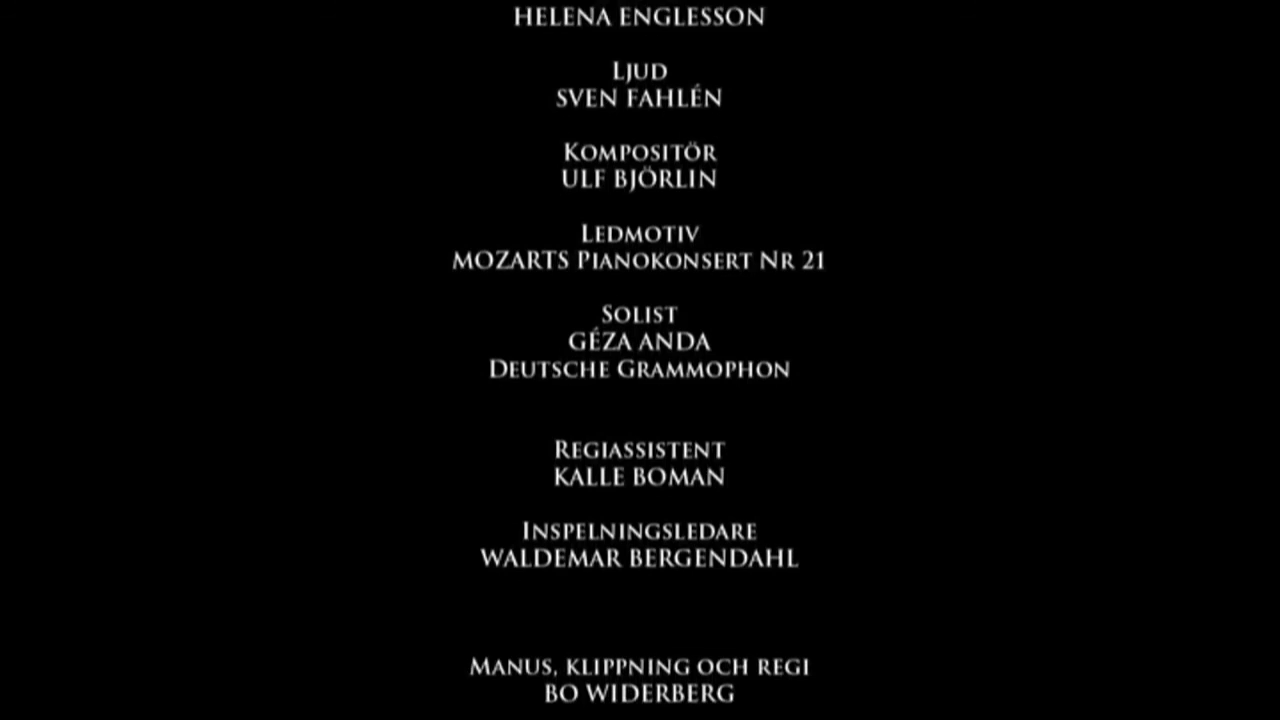 HELENA ENGLESSON
LJUD
SVEN FAHLÉN
KOMPOSITÖR
ULF BJÖRLIN
LEDMOTIV
MOZARTS PIANOKONSERT NR 21
SOLIST
GÉZA ANDA
DEUTSCHE GRAMMOPHON
REGIASSISTENT
KALLE BOMAN
INSPELNINGSLEDARE
WALDEMAR BERGENDAHL
MANUS, KLIPPNING OCH REGI
BO WIDERBERG